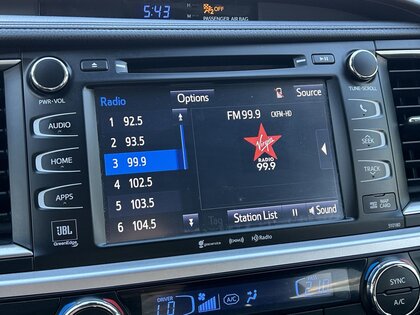 5:43
OFF
PASSENGER AIR BAG
PWR•VOL
AUDIO
HOME
APPS
JBL
GreenEdge
Radio
Options
Source
1 92.5
2 93.5
3 99.9
4 102.5
5 103.5
6 104.5
FM 99.9 CKFM-HD
Virgin
RADIO
99.9
Station List
Sound
HD Radio
TUNE•SCROLL
SEEK
TRACK
MAP CARD
DRIVER
A/C
SYNC
A/C